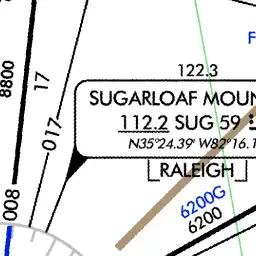 F
122.3
8800
17
SUGARLOAF MOUN
112.2 SUG 59
017
N35°24.39' W82°16.1
RALEIGH
6200G
6200
008